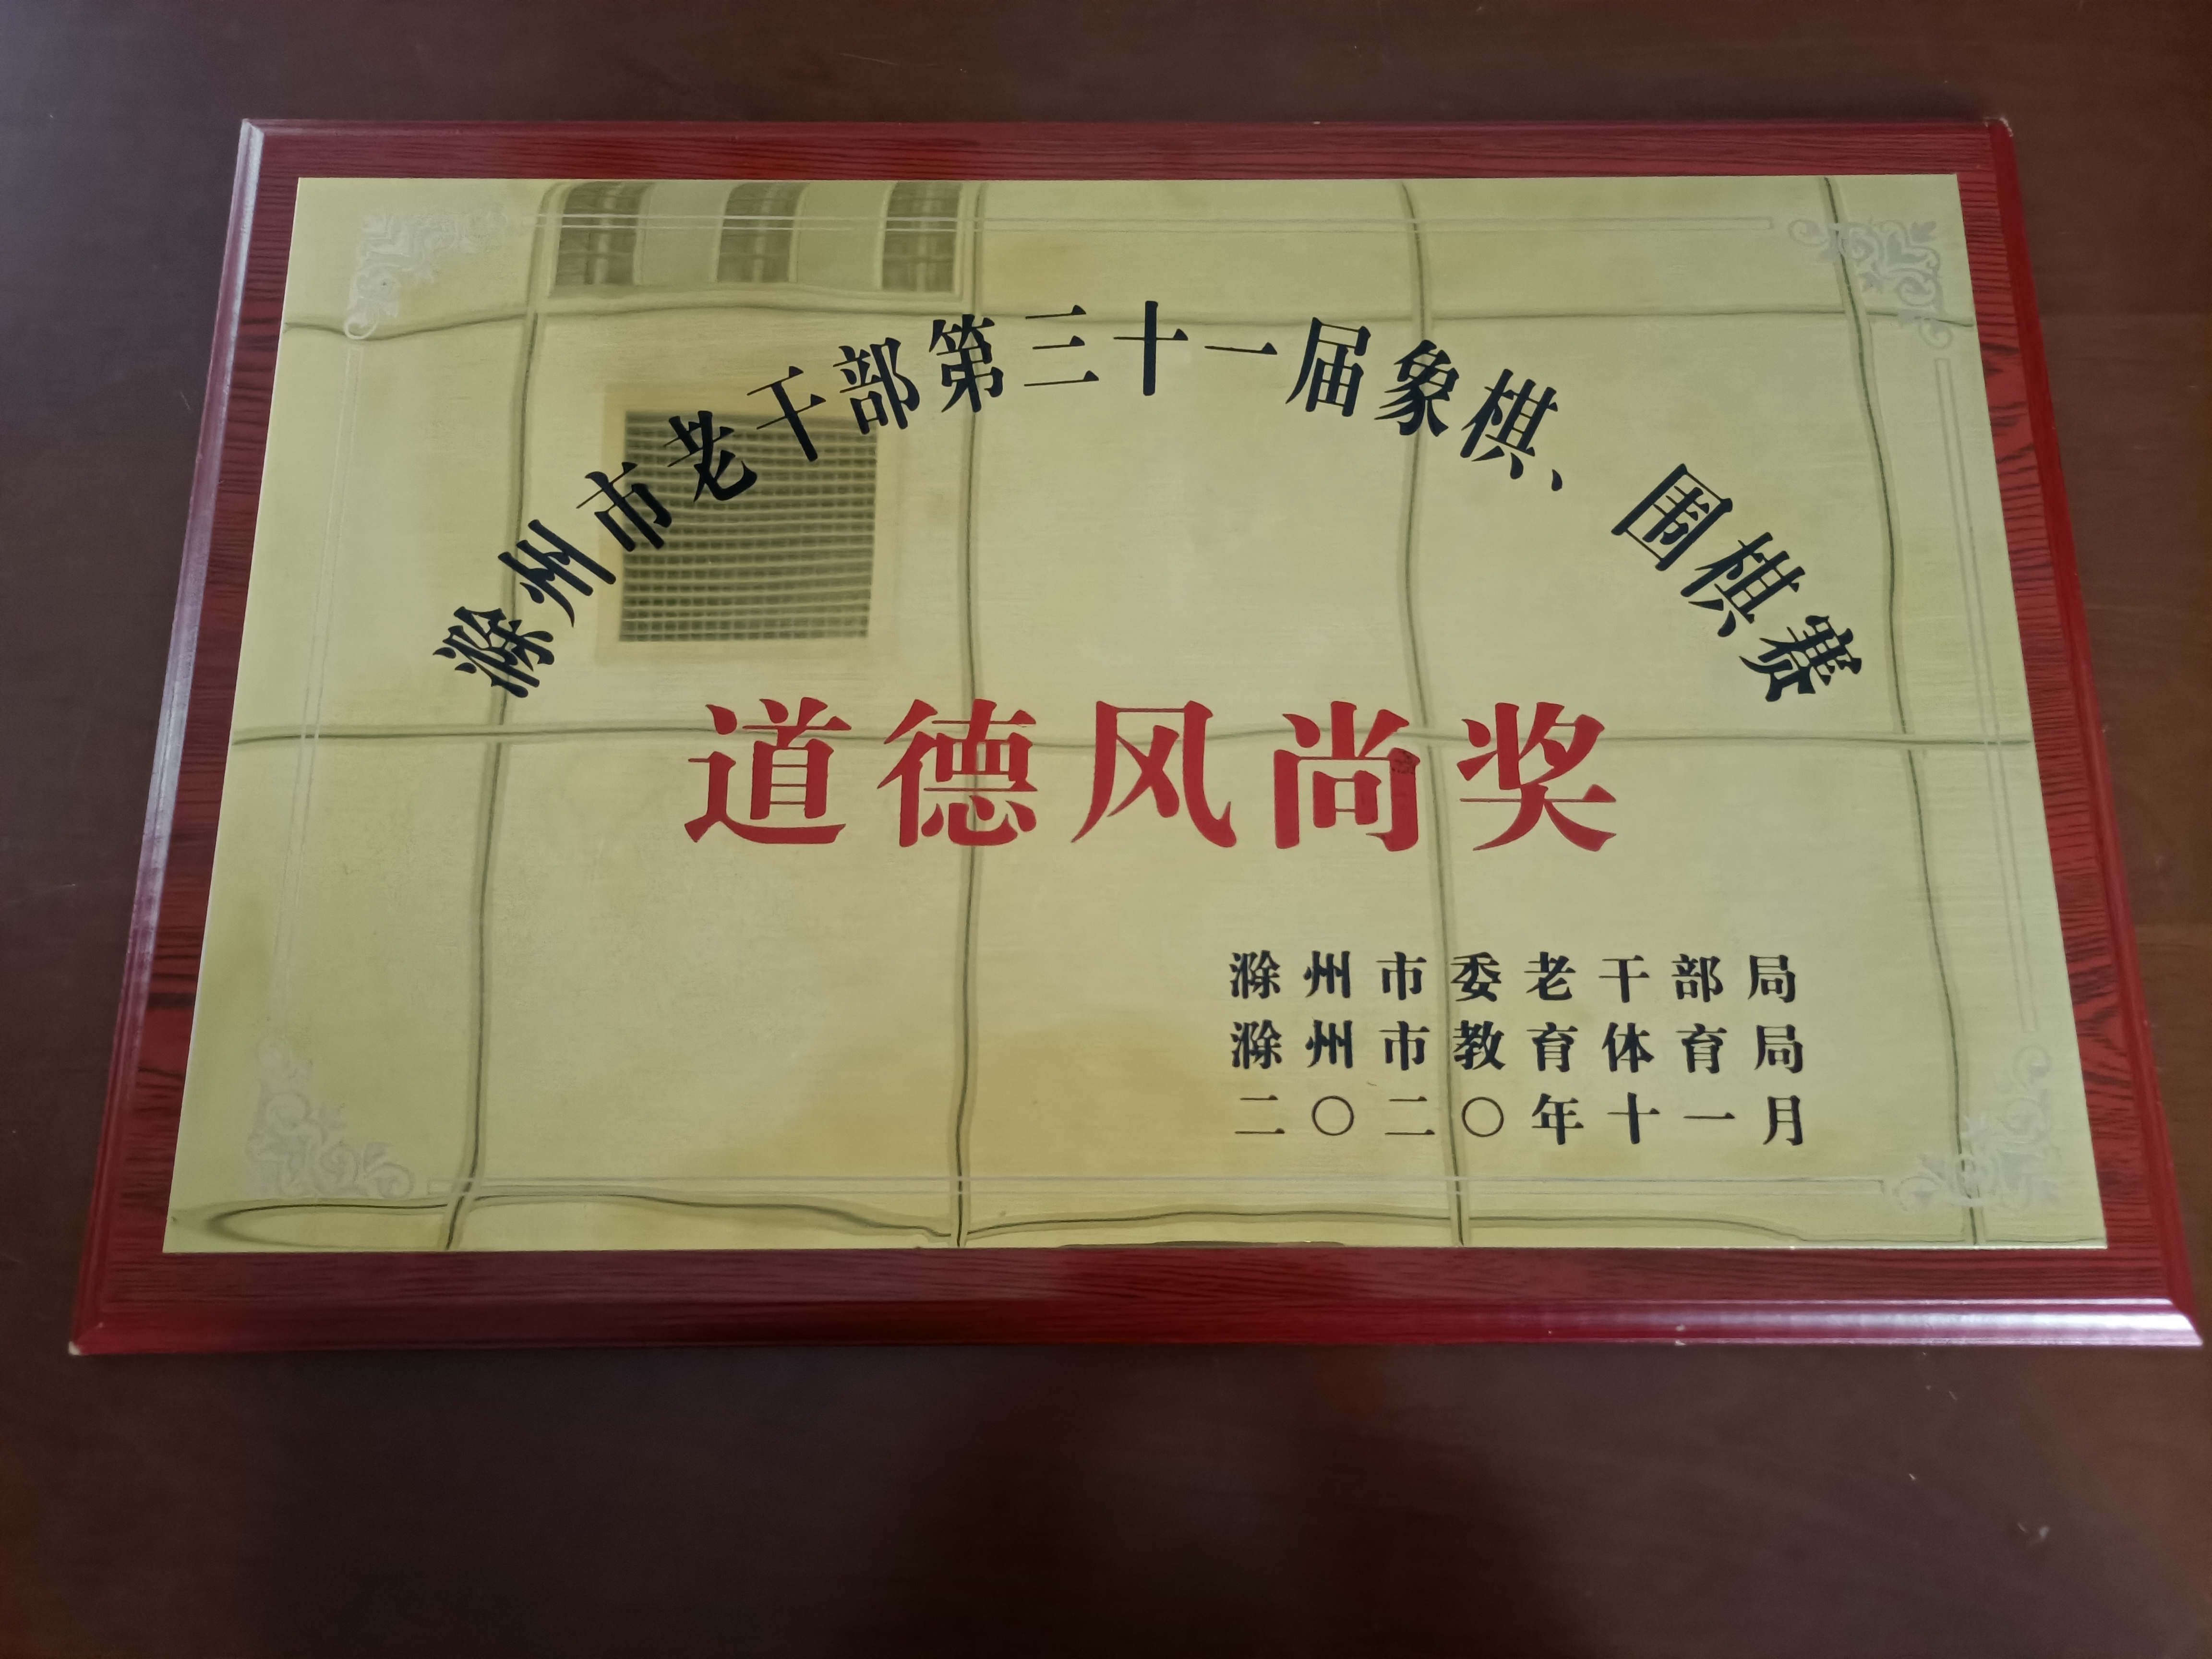 滁州市老干部第三十一届象棋、围棋赛
道德风尚奖
滁州市委老干部局
滁州市教育体育局
二〇二〇年十一月